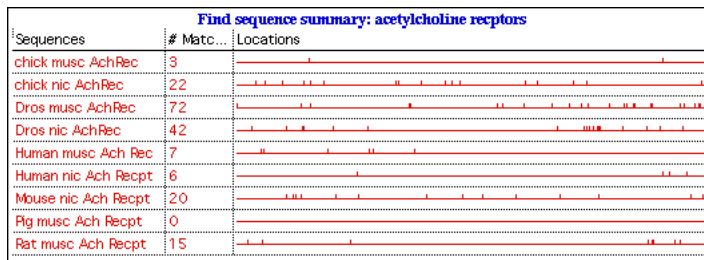 Find sequence summary: acetylcholine recptors
Sequences # Matc... Locations
chick musc AchRec 3
chick nic AchRec 22
Dros musc AchRec 72
Dros nic AchRec 42
Human musc Ach Rec 7
Human nic Ach Recpt 6
Mouse nic Ach Recpt 20
Pig musc Ach Recpt 0
Rat musc Ach Recpt 15